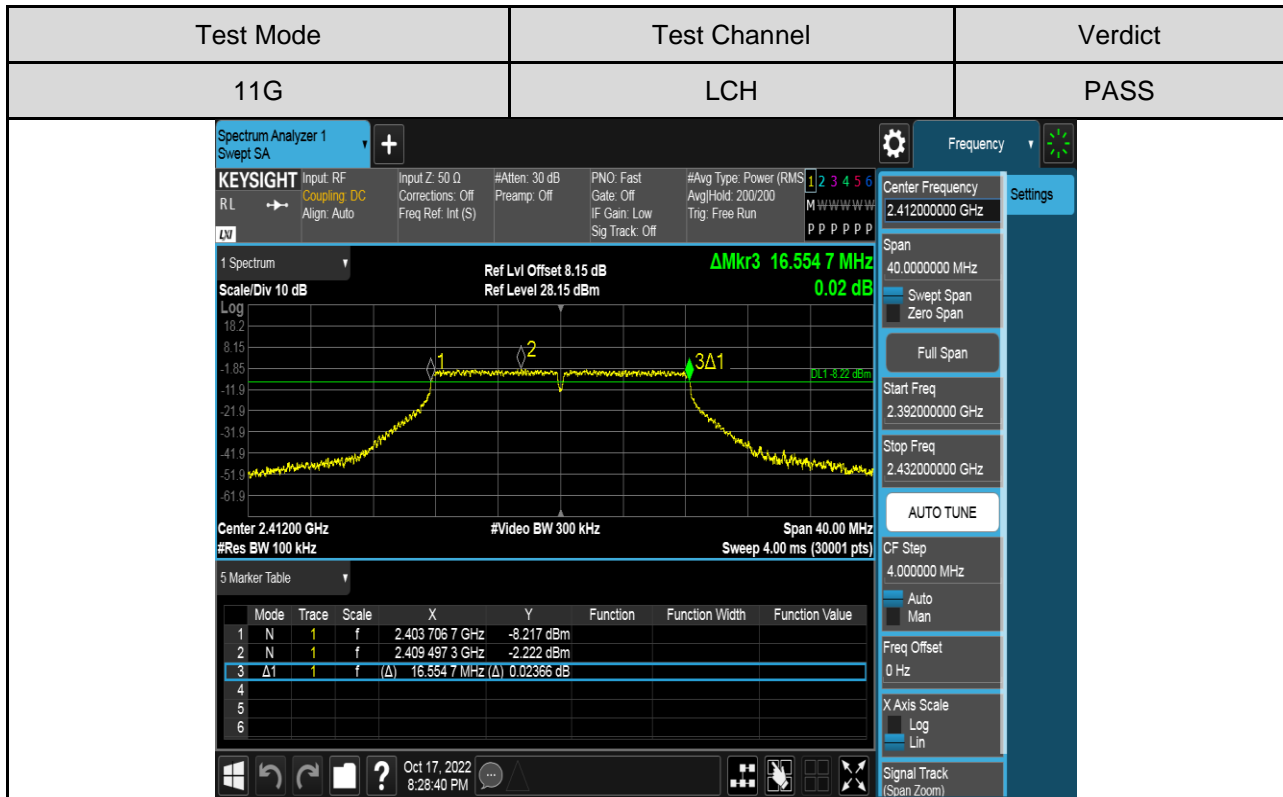 Test Mode Test Channel Verdict
11G LCH PASS
Spectrum Analyzer 1
Swept SA
+
Frequency
KEYSIGHT Input: RF Input Z: 50 Ω #Atten: 30 dB PNO: Fast #Avg Type: Power (RMS 1 2 3 4 5 6
RL Coupling: DC Corrections: Off Preamp: Off Gate: Off Avg|Hold: 200/200 M W W W W W
Align: Auto Freq Ref: Int (S) IF Gain: Low Trig: Free Run
LXI Sig Track: Off P P P P P P
Center Frequency
2.412000000 GHz
Settings
1 Spectrum
Ref Lvl Offset 8.15 dB ΔMkr3 16.554 7 MHz
Scale/Div 10 dB Ref Level 28.15 dBm 0.02 dB
Log
18.2
8.15
-1.85
-11.9
-21.9
-31.9
-41.9
-51.9
-61.9
1
2
3Δ1
DL1 -8.22 dBm
Center 2.41200 GHz #Video BW 300 kHz Span 40.00 MHz
#Res BW 100 kHz Sweep 4.00 ms (30001 pts)
Span
40.0000000 MHz
Swept Span
Zero Span
Full Span
Start Freq
2.392000000 GHz
Stop Freq
2.432000000 GHz
AUTO TUNE
CF Step
4.000000 MHz
Auto
Man
Freq Offset
0 Hz
X Axis Scale
Log
Lin
Signal Track
(Span Zoom)
5 Marker Table
Mode Trace Scale X Y Function Function Width Function Value
1 N 1 f 2.403 706 7 GHz -8.217 dBm
2 N 1 f 2.409 497 3 GHz -2.222 dBm
3 Δ1 1 f (Δ) 16.554 7 MHz (Δ) 0.02366 dB
4
5
6
? Oct 17, 2022
8:28:40 PM